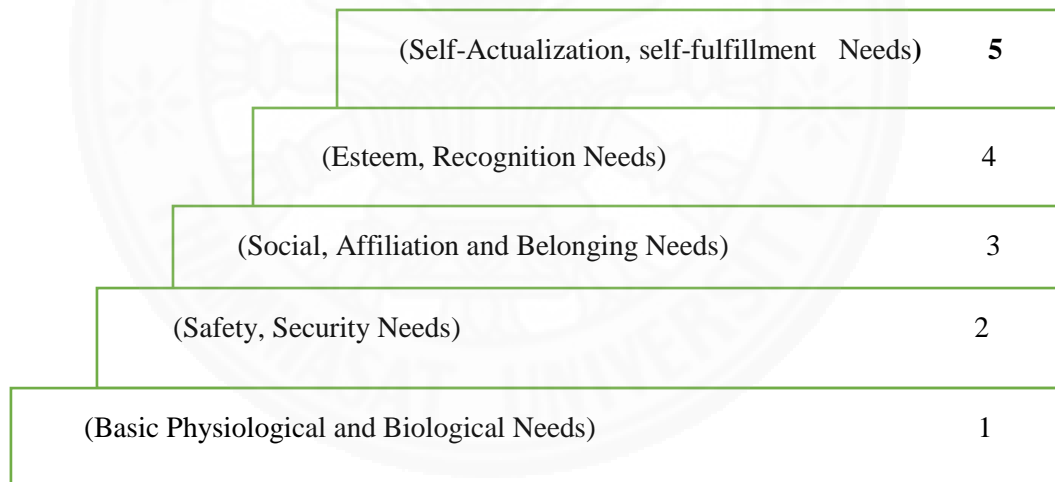 (Self-Actualization, self-fulfillment Needs) 5
(Esteem, Recognition Needs) 4
(Social, Affiliation and Belonging Needs) 3
(Safety, Security Needs) 2
(Basic Physiological and Biological Needs) 1